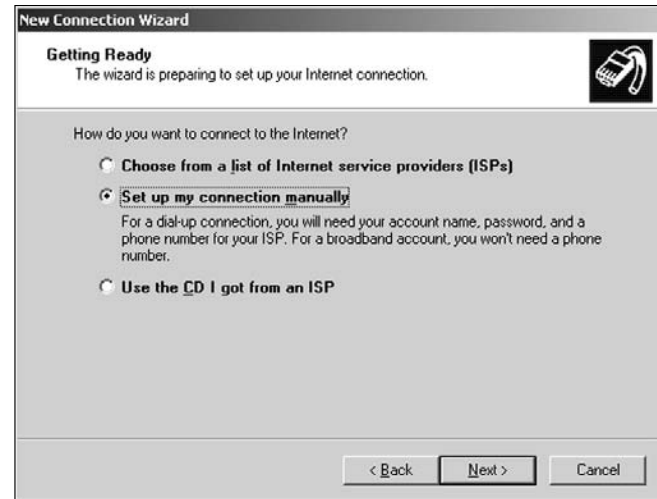 New Connection Wizard
Getting Ready
The wizard is preparing to set up your Internet connection.
How do you want to connect to the Internet?
Choose from a list of Internet service providers (ISPs)
Set up my connection manually
For a dial-up connection, you will need your account name, password, and a
phone number for your ISP. For a broadband account, you won't need a phone
number.
Use the CD I got from an ISP
< Back Next > Cancel